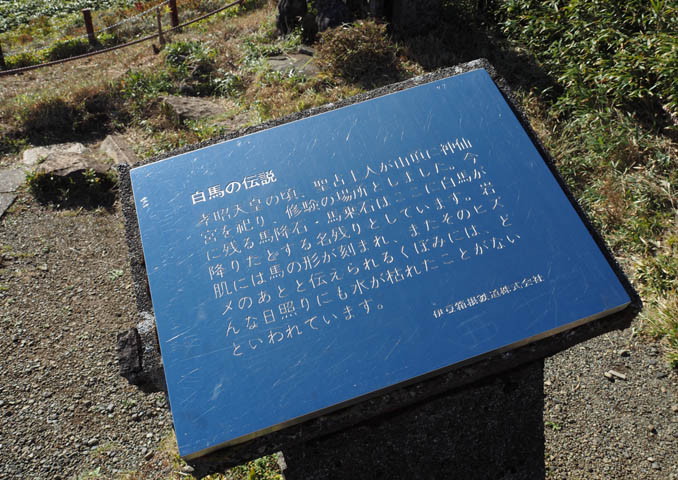 白馬の伝説
孝昭天皇の頃、聖占上人が山頂に神仙
宮を祀り、修験の場所としました。今
に残る馬降石・馬乗石はここに白馬が
降りたとする名残りとしています。岩
肌には馬の形が刻まれ、またそのヒズ
メのあとと伝えられるくぼみには、ど
んな日照りにも水が枯れたことがない
といわれています。
伊豆箱根鉄道株式会社